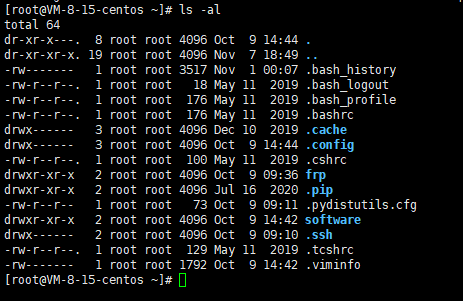 [root@VM-8-15-centos ~]# ls -al
total 64
dr-xr-x---.  8 root root 4096 Oct  9 14:44 .
dr-xr-xr-x. 19 root root 4096 Nov  7 18:49 ..
-rw-------   1 root root 3517 Nov  1 00:07 .bash_history
-rw-r--r--.  1 root root   18 May 11  2019 .bash_logout
-rw-r--r--.  1 root root  176 May 11  2019 .bash_profile
-rw-r--r--.  1 root root  176 May 11  2019 .bashrc
drwx------   3 root root 4096 Dec 10  2019 .cache
drwx------   3 root root 4096 Oct  9 14:44 .config
-rw-r--r--.  1 root root  100 May 11  2019 .cshrc
drwxrwxr-x   2 root root 4096 Oct  9 09:36 frp
drwxr-xr-x   2 root root 4096 Jul 16  2020 .pip
-rw-r--r--   1 root root   73 Oct  9 09:11 .pydistutils.cfg
drwxrwxr-x   2 root root 4096 Oct  9 14:42 software
drwx------   2 root root 4096 Oct  9 09:10 .ssh
-rw-r--r--.  1 root root  129 May 11  2019 .tcshrc
-rw-------   1 root root 1792 Oct  9 14:42 .viminfo
[root@VM-8-15-centos ~]#